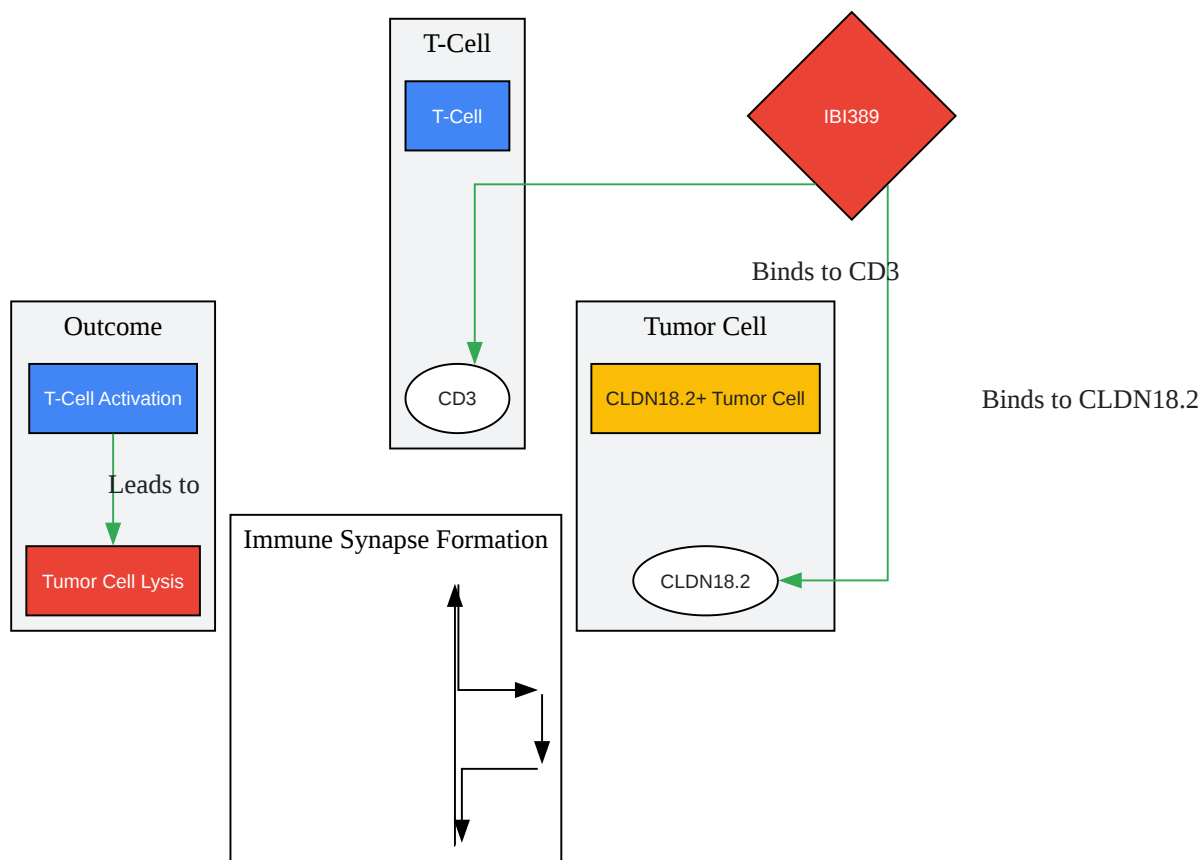 T-Cell
T-Cell
IBI389
Binds to CD3
Outcome
Tumor Cell
T-Cell Activation
CD3
CLDN18.2+ Tumor Cell
Binds to CLDN18.2
Leads to
Immune Synapse Formation
Tumor Cell Lysis
CLDN18.2